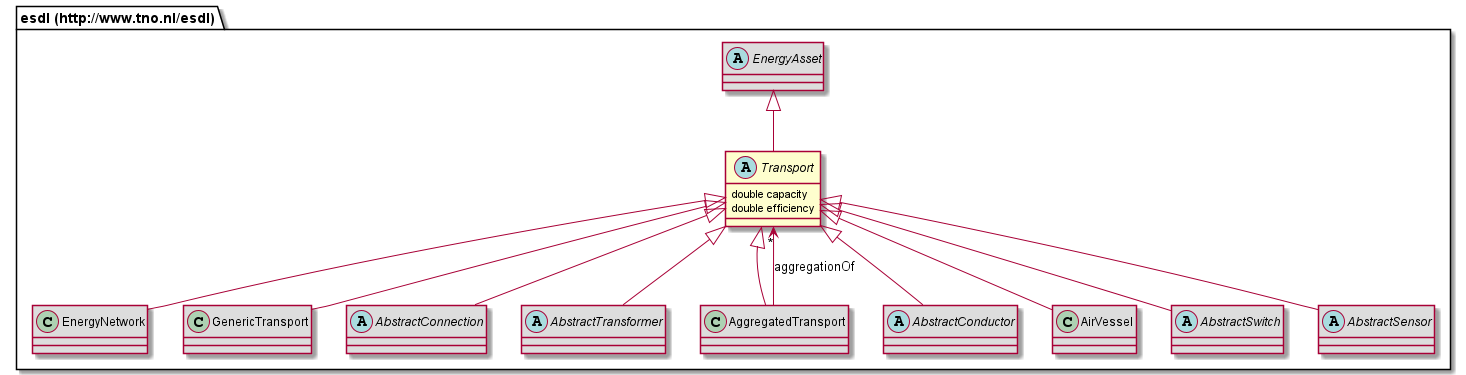 esdl (http://www.tno.nl/esdl)
A EnergyAsset
A Transport
double capacity
double efficiency
*
aggregationOf
C EnergyNetwork
C GenericTransport
A AbstractConnection
A AbstractTransformer
C AggregatedTransport
A AbstractConductor
C AirVessel
A AbstractSwitch
A AbstractSensor